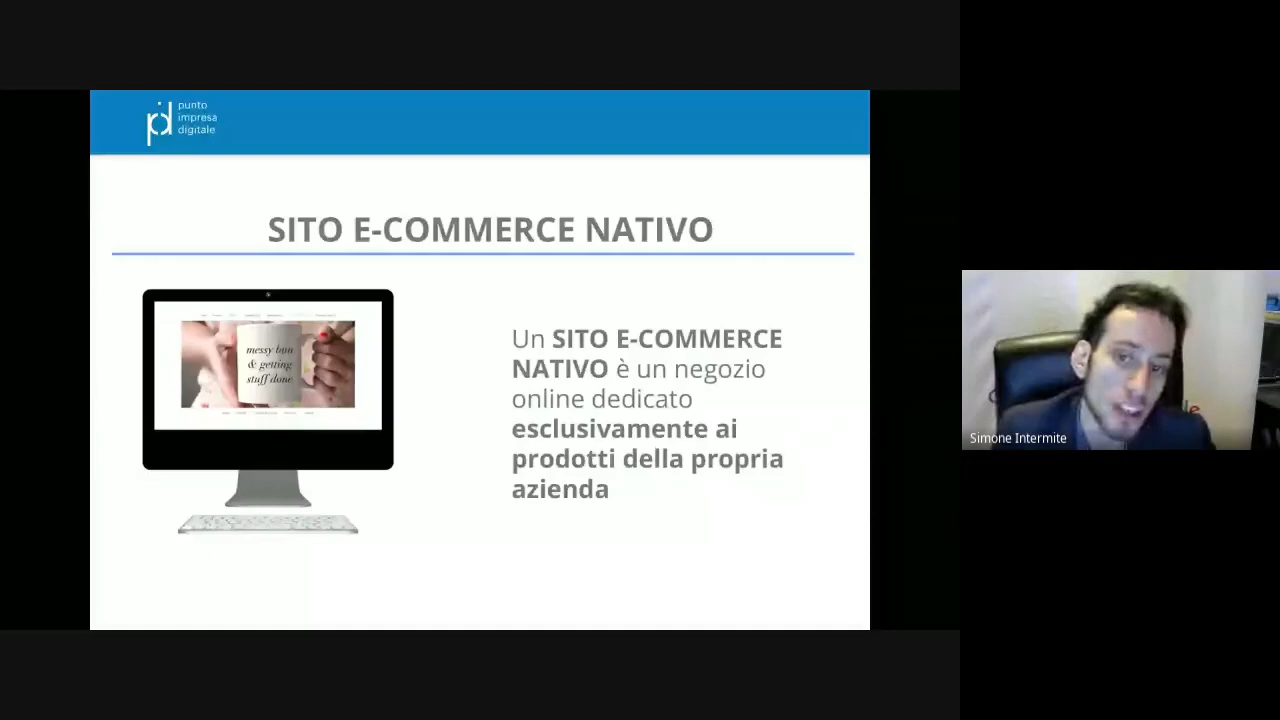 punto
impresa
digitale
SITO E-COMMERCE NATIVO
messy bun
& getting
stuff done
Un SITO E-COMMERCE
NATIVO è un negozio
online dedicato
esclusivamente ai
prodotti della propria
azienda
Simone Intermite